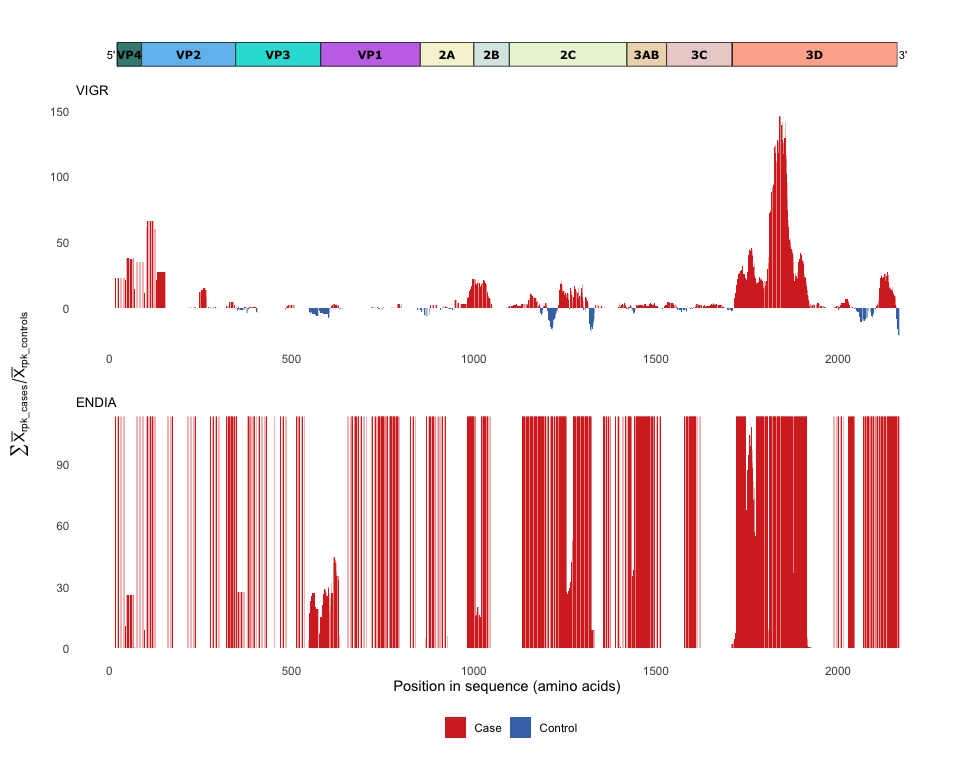 5' VP4 VP2 VP3 VP1 2A 2B 2C 3AB 3C 3D 3'
VIGR
150
100
50
0
0 500 1000 1500 2000
∑ X̅rpk_cases/X̅rpk_controls
ENDIA
90
60
30
0
0 500 1000 1500 2000
Position in sequence (amino acids)
Case Control